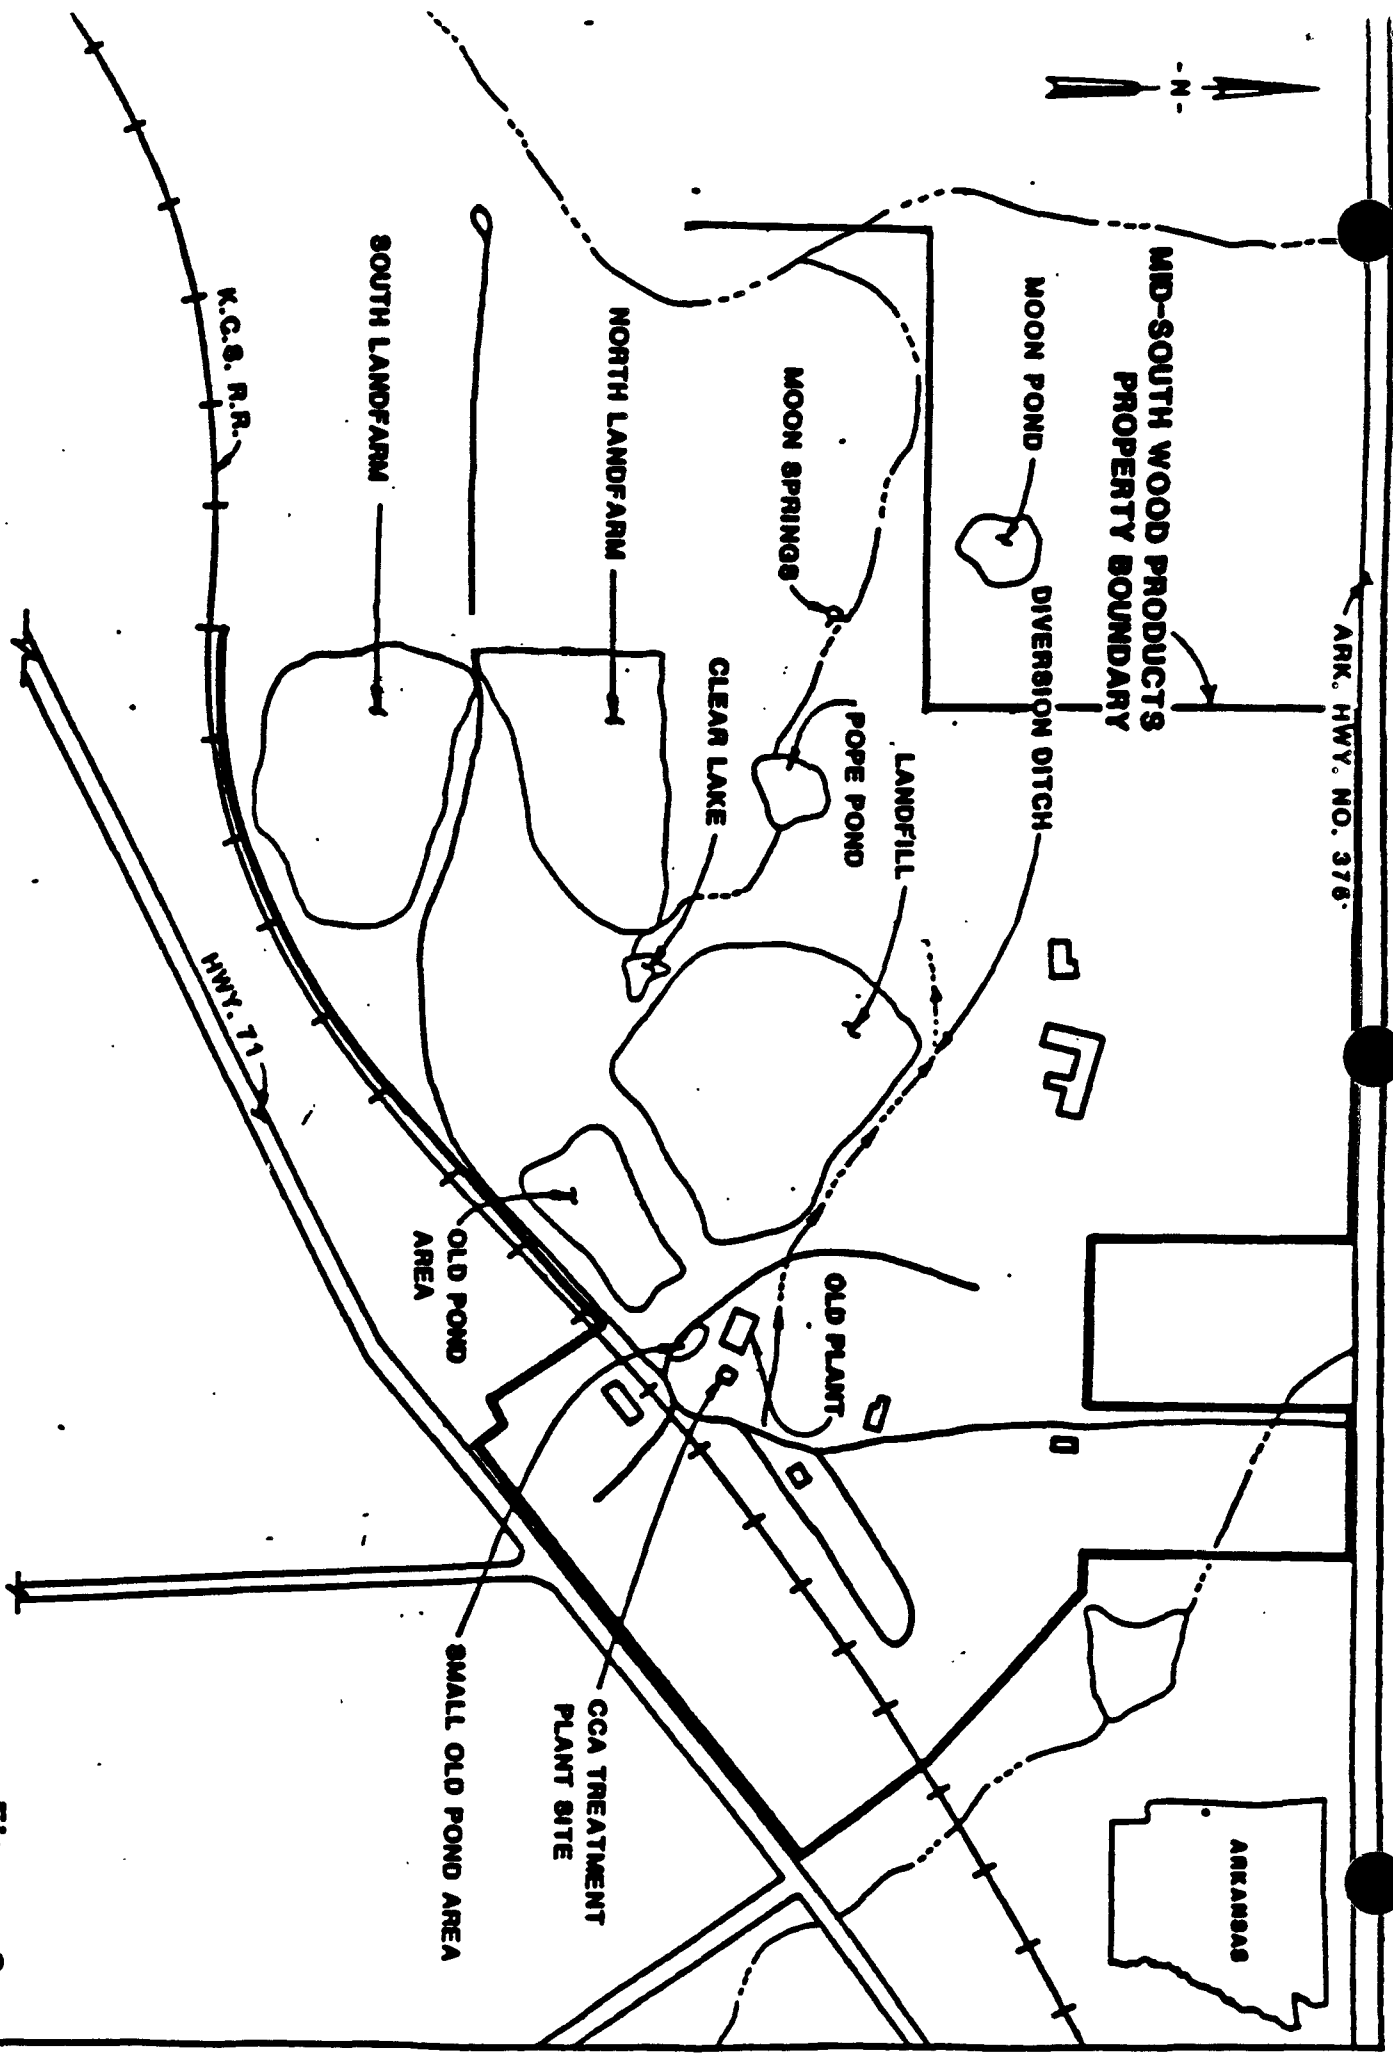 ARK. HWY. NO. 376
ARKANSAS
-N-
MID-SOUTH WOOD PRODUCTS
PROPERTY BOUNDARY
MOON POND
DIVERSION DITCH
LANDFILL
POPE POND
MOON SPRINGS
CLEAR LAKE
OLD PLANT
NORTH LANDFARM
CCA TREATMENT
PLANT SITE
SOUTH LANDFARM
OLD POND
AREA
SMALL OLD POND AREA
K.C.S. R.R.
HWY. 71